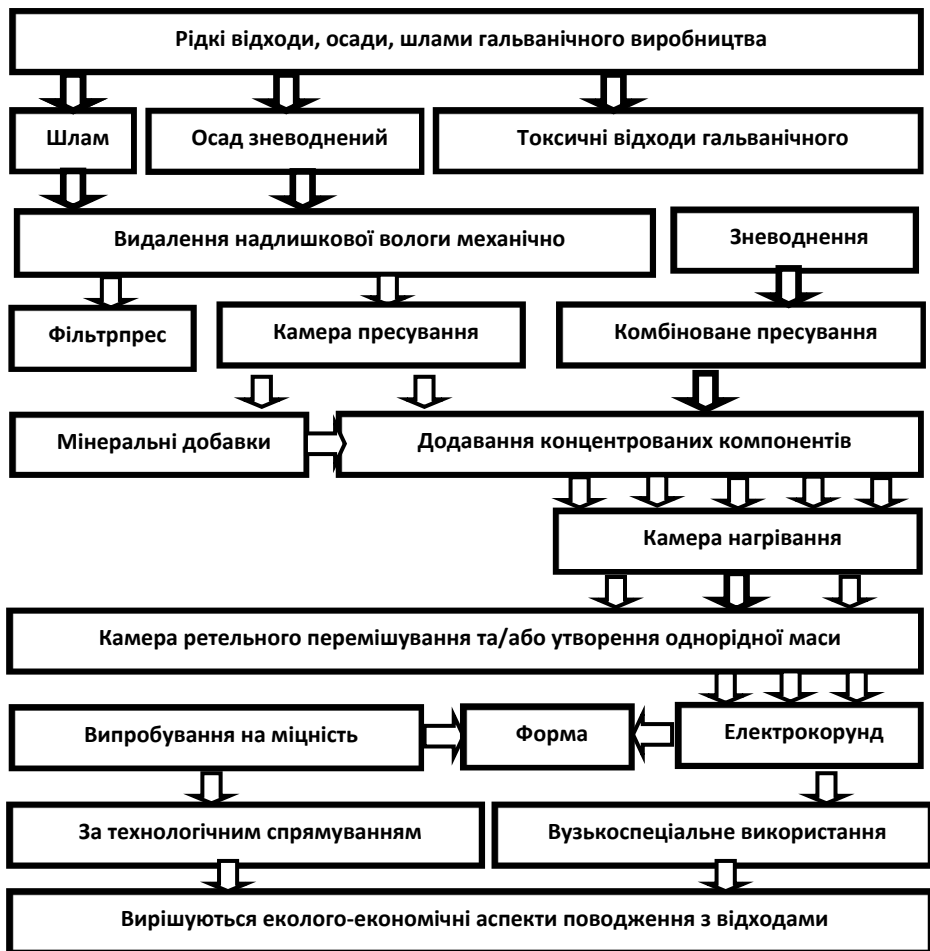 Рідкі відходи, осади, шлами гальванічного виробництва
Шлам
Осад зневоднений
Токсичні відходи гальванічного
Видалення надлишкової вологи механічно
Зневоднення
Фільтрпрес
Камера пресування
Комбіноване пресування
Мінеральні добавки
Додавання концентрованих компонентів
Камера нагрівання
Камера ретельного перемішування та/або утворення однорідної маси
Випробування на міцність
Форма
Електрокорунд
За технологічним спрямуванням
Вузькоспеціальне використання
Вирішуються еколого-економічні аспекти поводження з відходами